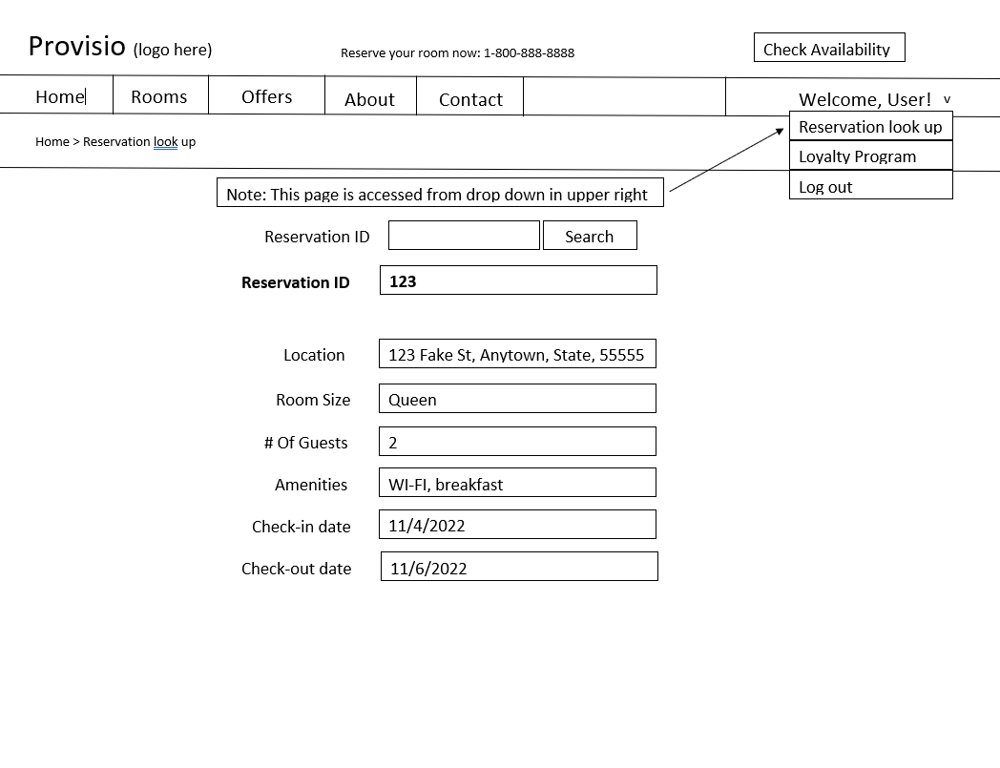 Provisio (logo here)
Reserve your room now: 1-800-888-8888
Check Availability
Home
Rooms
Offers
About
Contact
Welcome, User! v
Reservation look up
Loyalty Program
Log out
Home > Reservation look up
Note: This page is accessed from drop down in upper right
Reservation ID
Search
Reservation ID 123
Location 123 Fake St, Anytown, State, 55555
Room Size Queen
# Of Guests 2
Amenities WI-FI, breakfast
Check-in date 11/4/2022
Check-out date 11/6/2022